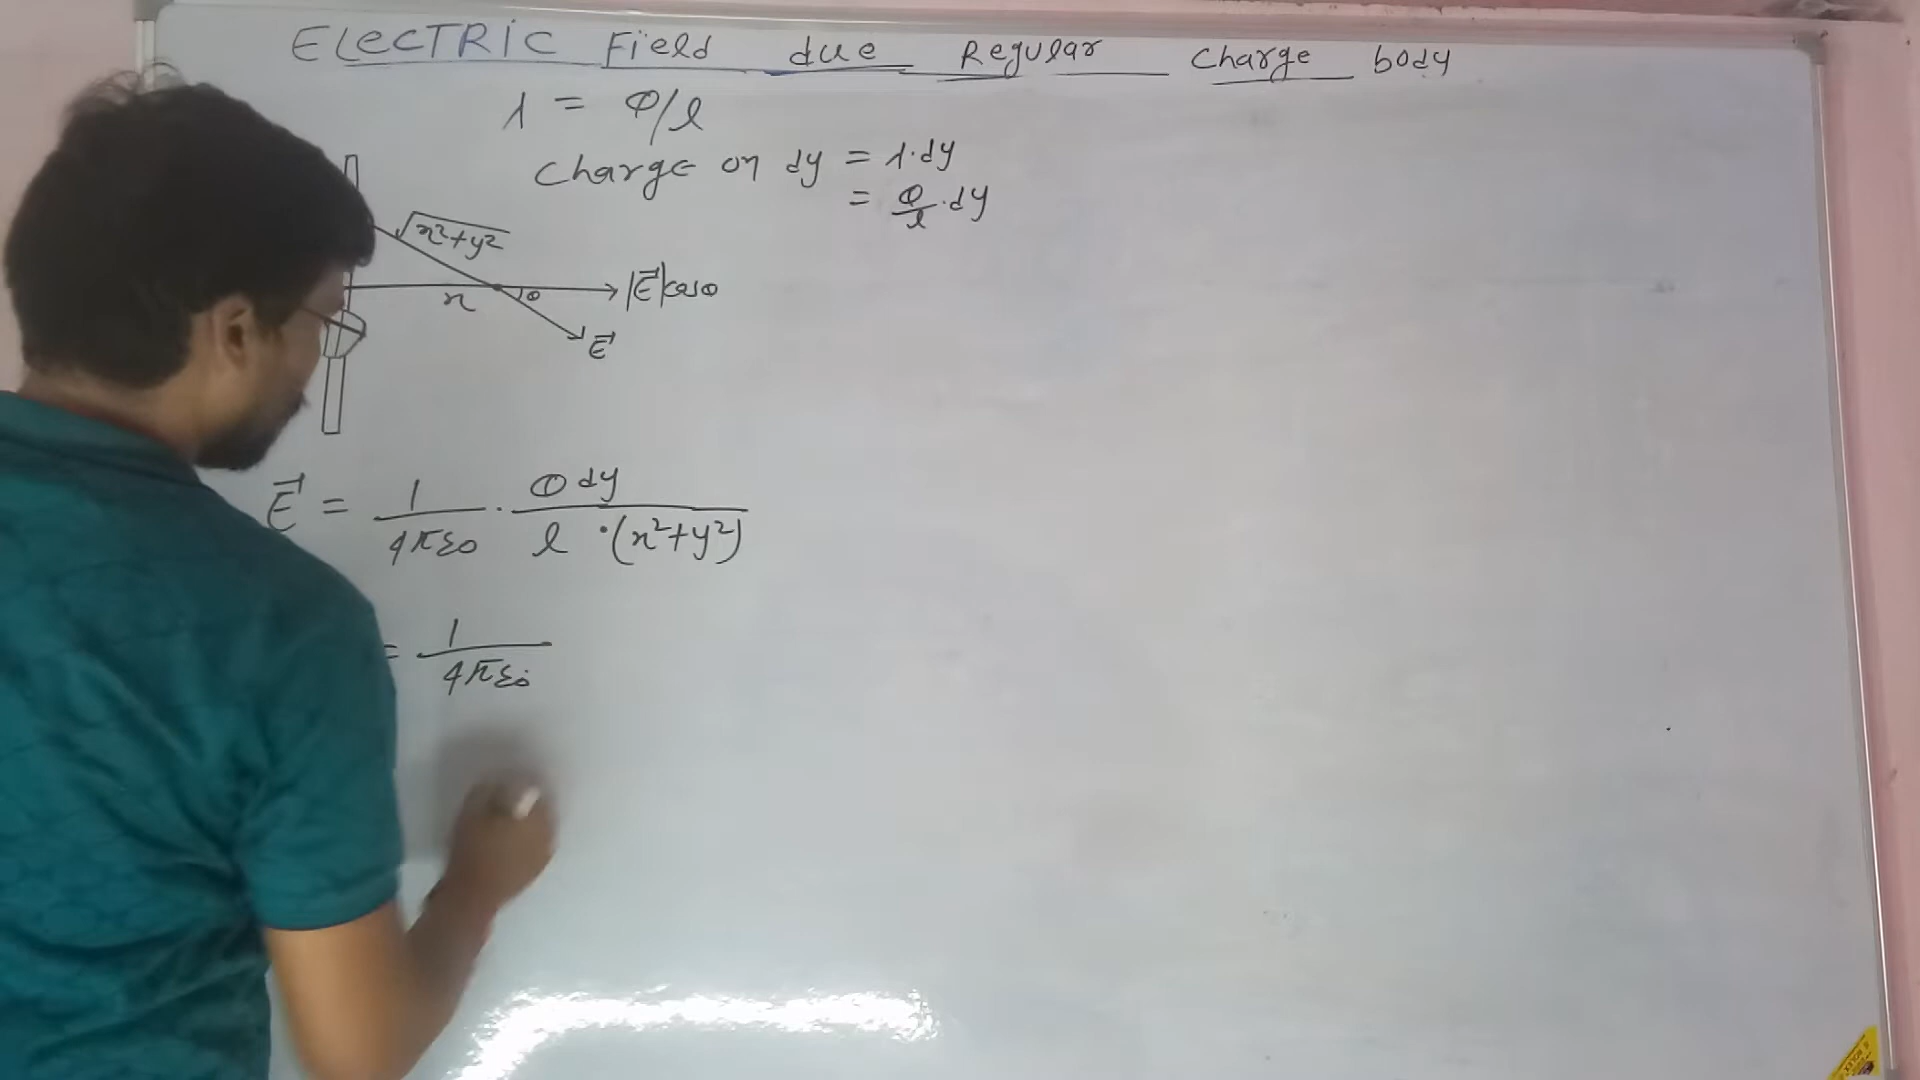 ELECTRIC Field due Regular charge body
λ = Q/l
charge on dy = λ·dy
= Q/l ·dy
√x²+y²
x θ |E⃗|cosθ
E⃗
E⃗ = 1/4πε0 · Q dy / l ·(x²+y²)
= 1/4πε0